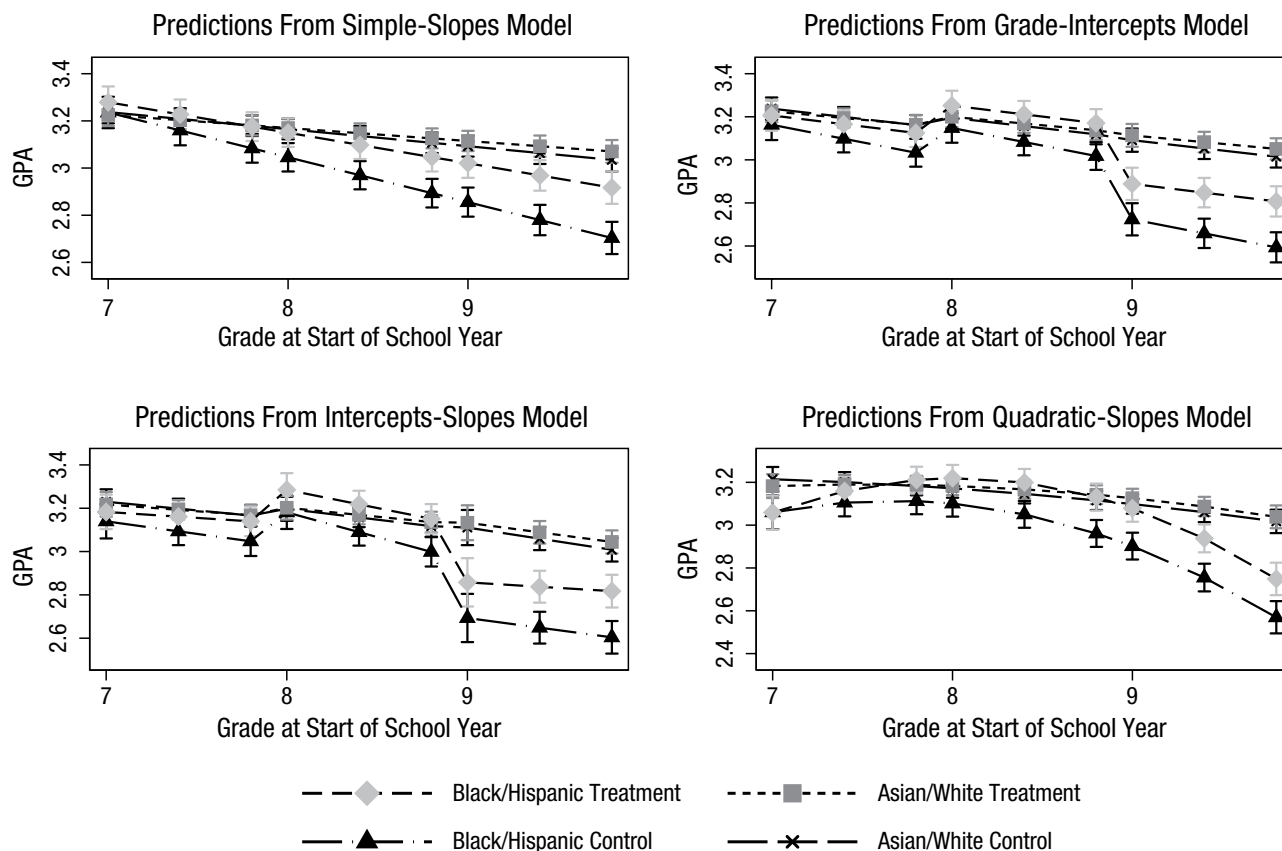 Predictions From Simple-Slopes Model
GPA
3.4
3.2
3
2.8
2.6
7
8
9
Grade at Start of School Year
Predictions From Grade-Intercepts Model
GPA
3.4
3.2
3
2.8
2.6
7
8
9
Grade at Start of School Year
Predictions From Intercepts-Slopes Model
GPA
3.4
3.2
3
2.8
2.6
7
8
9
Grade at Start of School Year
Predictions From Quadratic-Slopes Model
GPA
3.2
3
2.8
2.6
2.4
7
8
9
Grade at Start of School Year
Black/Hispanic Treatment
Asian/White Treatment
Black/Hispanic Control
Asian/White Control